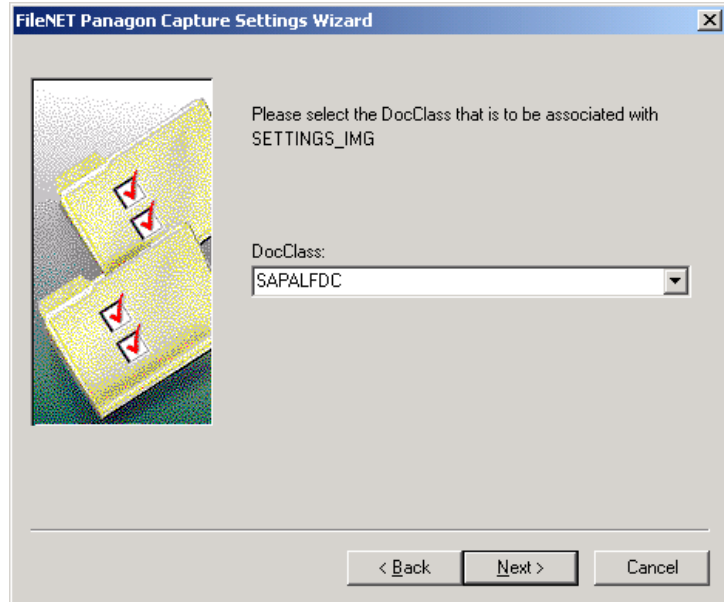 FileNET Panagon Capture Settings Wizard
Please select the DocClass that is to be associated with
SETTINGS_IMG
DocClass:
SAPALFDC
< Back
Next >
Cancel